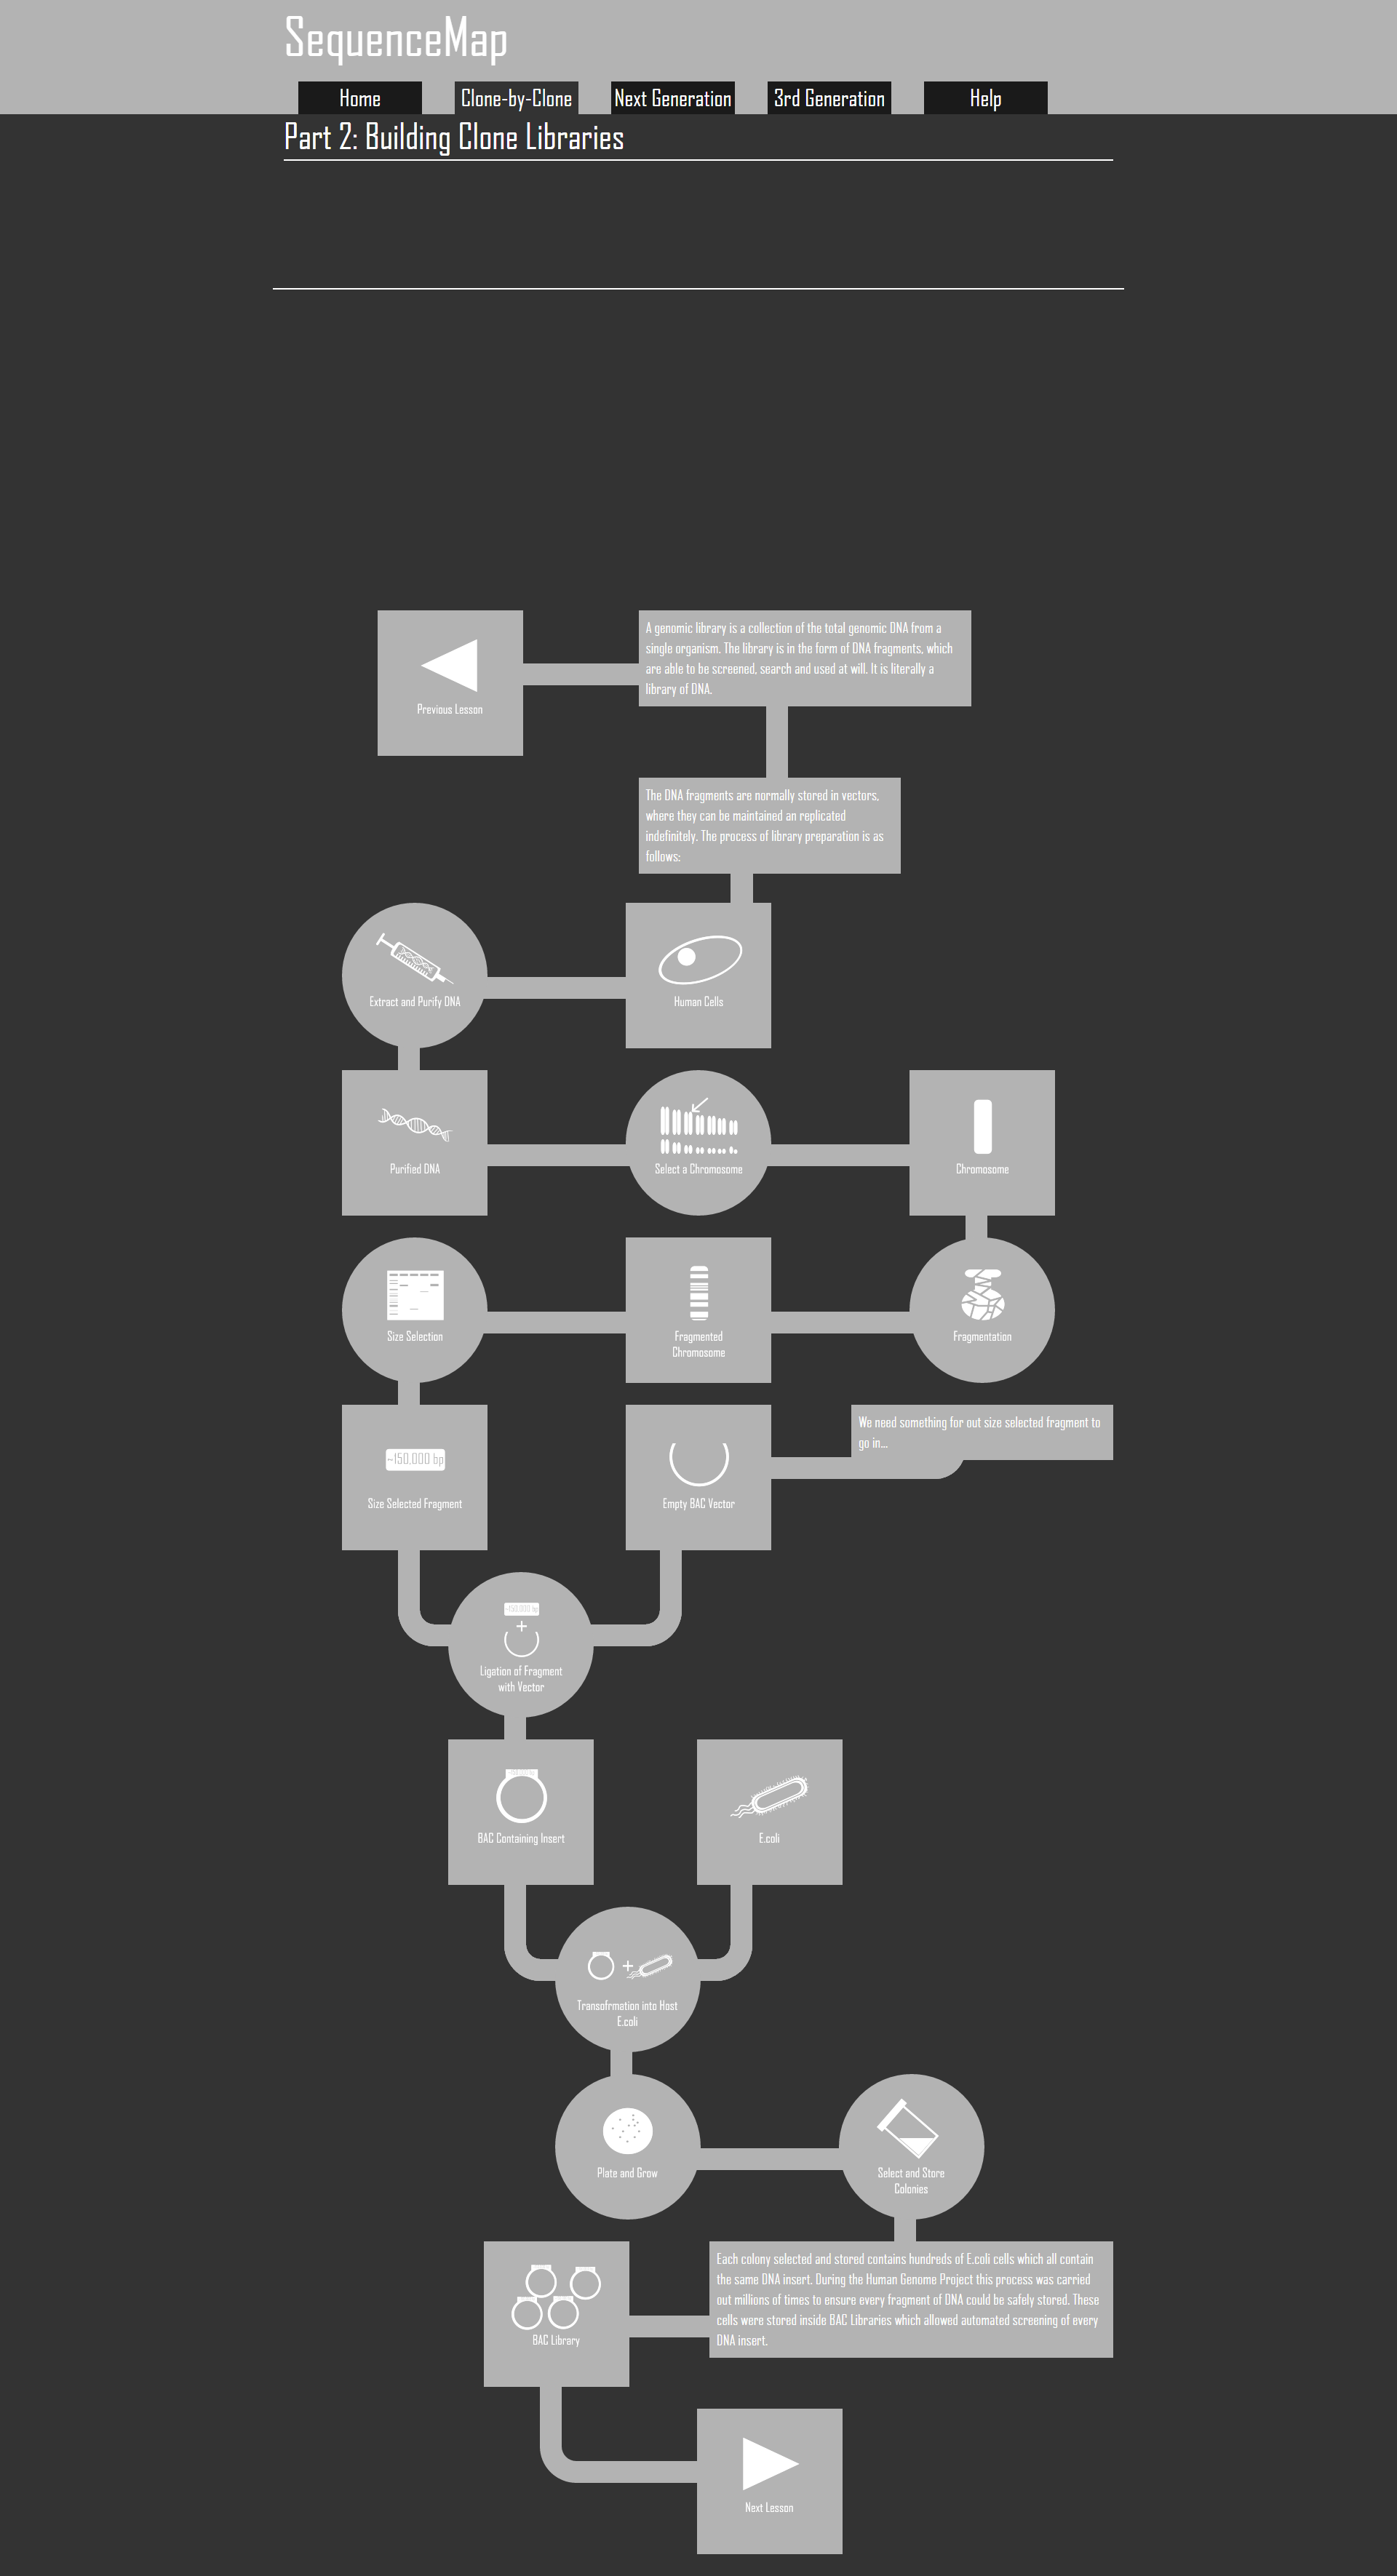 SequenceMap
Home
Clone-by-Clone
Next Generation
3rd Generation
Help
Part 2: Building Clone Libraries
Previous Lesson
A genomic library is a collection of the total genomic DNA from a
single organism. The library is in the form of DNA fragments, which
are able to be screened, search and used at will. It is literally a
library of DNA.
The DNA fragments are normally stored in vectors,
where they can be maintained an replicated
indefinitely. The process of library preparation is as
follows:
Extract and Purify DNA
Human Cells
Purified DNA
Select a Chromosome
Chromosome
Size Selection
Fragmented
Chromosome
Fragmentation
~150,000 bp
Size Selected Fragment
Empty BAC Vector
We need something for out size selected fragment to
go in...
~150,000 bp
+
Ligation of Fragment
with Vector
BAC Containing Insert
E.coli
+
Transofrmation into Host
E.coli
Plate and Grow
Select and Store
Colonies
BAC Library
Each colony selected and stored contains hundreds of E.coli cells which all contain
the same DNA insert. During the Human Genome Project this process was carried
out millions of times to ensure every fragment of DNA could be safely stored. These
cells were stored inside BAC Libraries which allowed automated screening of every
DNA insert.
Next Lesson